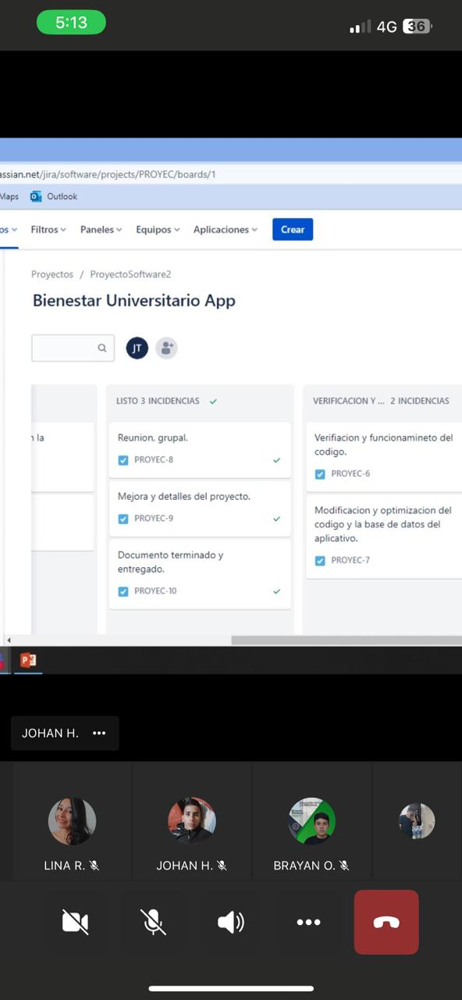 5:13
4G 36
assian.net/jira/software/projects/PROYEC/boards/1
Maps Outlook
os Filtros Paneles Equipos Aplicaciones Crear
Proyectos / ProyectoSoftware2
Bienestar Universitario App
JT
LISTO 3 INCIDENCIAS
VERIFICACION Y ... 2 INCIDENCIAS
n la
Reunion, grupal.
PROYEC-8
Mejora y detalles del proyecto.
PROYEC-9
Documento terminado y
entregado.
PROYEC-10
Verifiacion y funcionamineto del
codigo.
PROYEC-6
Modificacion y optimizacion del
codigo y la base de datos del
aplicativo.
PROYEC-7
JOHAN H.
LINA R.
JOHAN H.
BRAYAN O.